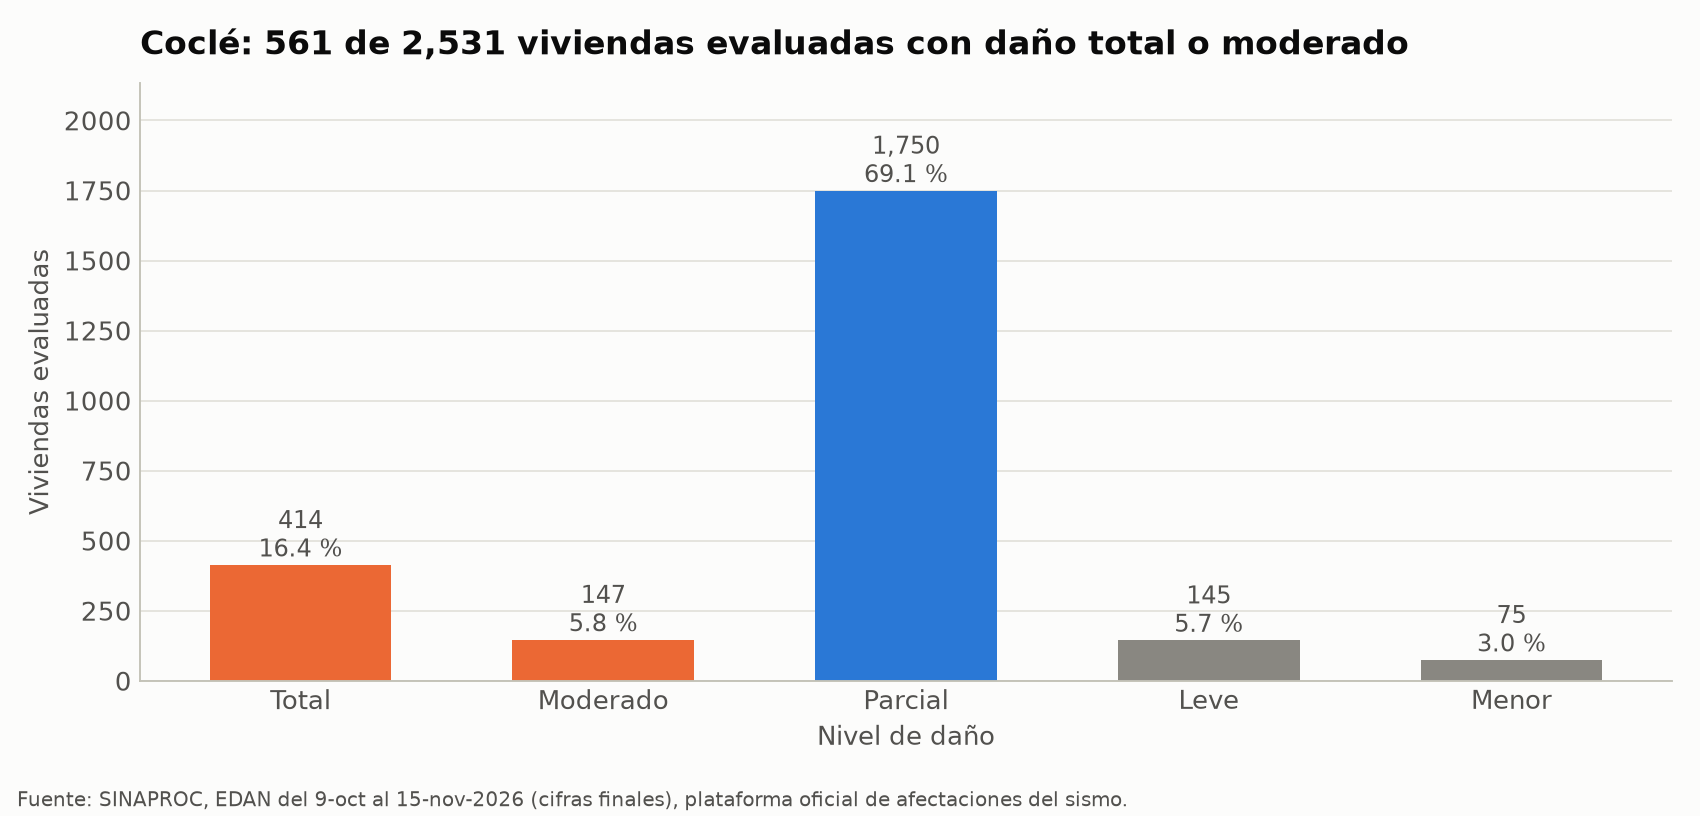 Coclé: 561 de 2,531 viviendas evaluadas con daño total o moderado
Viviendas evaluadas
2000
1750
1500
1250
1000
750
500
250
0
414
16.4 %
147
5.8 %
1,750
69.1 %
145
5.7 %
75
3.0 %
Total
Moderado
Parcial
Leve
Menor
Nivel de daño
Fuente: SINAPROC, EDAN del 9-oct al 15-nov-2026 (cifras finales), plataforma oficial de afectaciones del sismo.